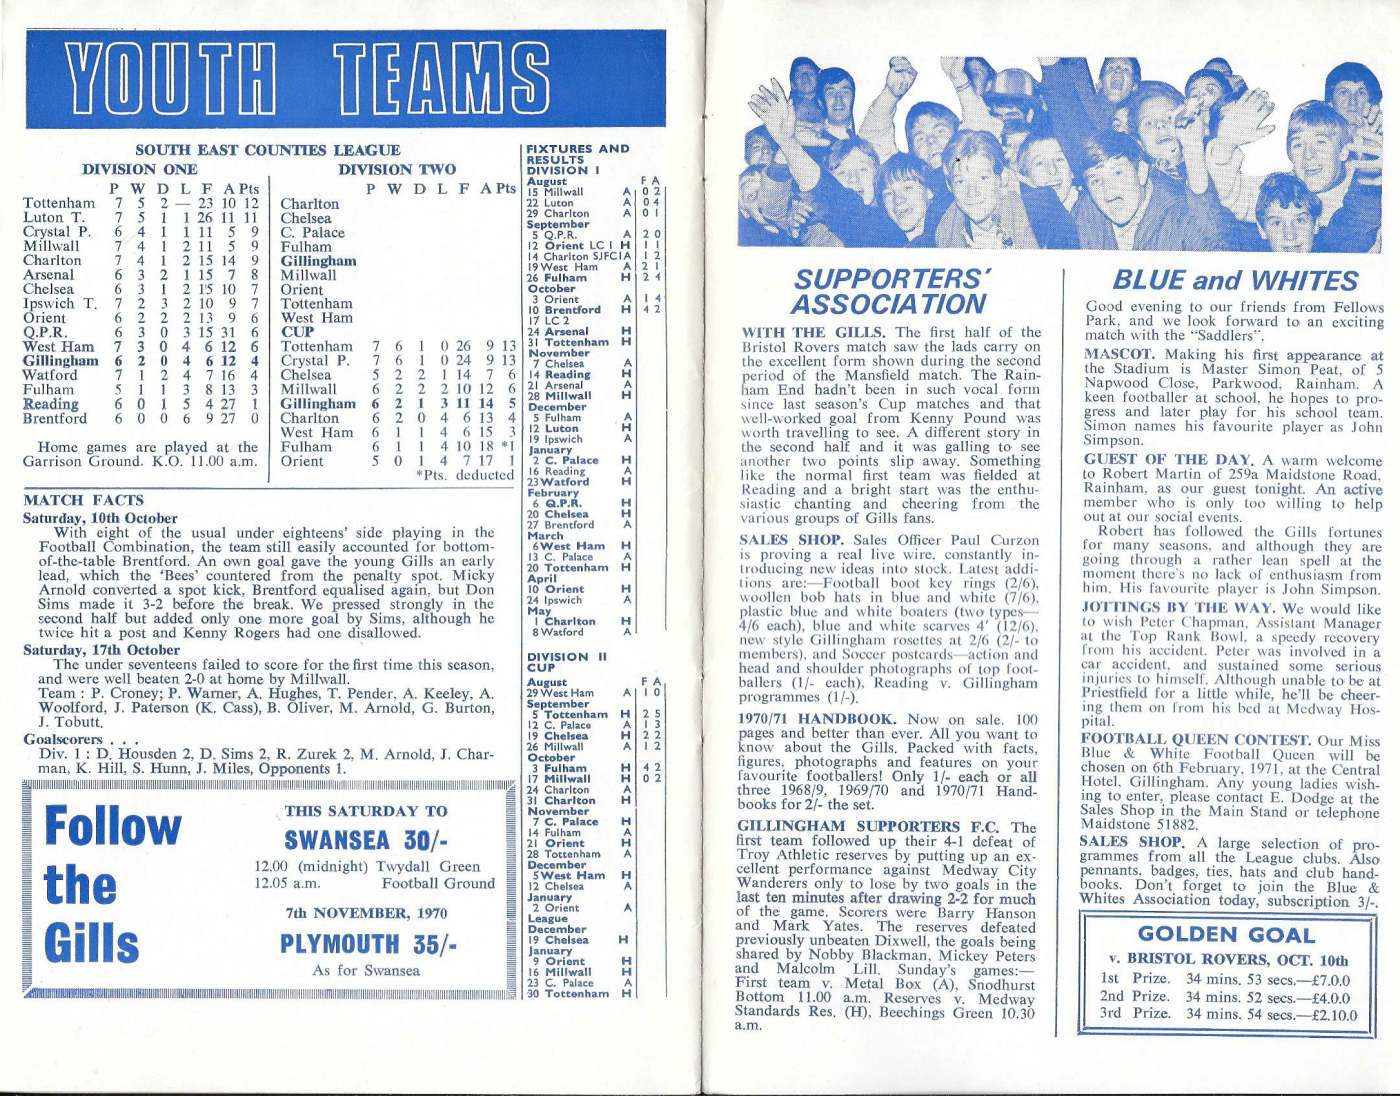 YOUTH TEAMS
SOUTH EAST COUNTIES LEAGUE
DIVISION ONE
P W D L F A Pts
Tottenham 7 5 2 — 23 10 12
Luton T. 7 5 1 1 26 11 11
Crystal P. 6 4 1 1 11 5 9
Millwall 7 4 1 2 11 5 9
Charlton 7 4 1 2 15 14 9
Arsenal 6 3 2 1 15 7 8
Chelsea 6 3 1 2 15 10 7
Ipswich T. 7 2 3 2 10 9 7
Orient 6 2 2 2 13 9 6
Q.P.R. 6 3 0 3 15 31 6
West Ham 7 3 0 4 6 12 6
Gillingham 6 2 0 4 6 12 4
Watford 7 1 2 4 7 16 4
Fulham 5 1 1 3 8 13 3
Reading 6 0 1 5 4 27 1
Brentford 6 0 0 6 9 27 0
Home games are played at the
Garrison Ground. K.O. 11.00 a.m.
DIVISION TWO
P W D L F A Pts
Charlton
Chelsea
C. Palace
Fulham
Gillingham
Millwall
Orient
Tottenham
West Ham
CUP
Tottenham 7 6 1 0 26 9 13
Crystal P. 7 6 1 0 24 9 13
Chelsea 5 2 2 1 14 7 6
Millwall 6 2 2 2 10 12 6
Gillingham 6 2 1 3 11 14 5
Charlton 6 2 0 4 6 13 4
West Ham 6 1 1 4 6 15 3
Fulham 6 1 1 4 10 18 *1
Orient 5 0 1 4 7 17 1
*Pts. deducted
MATCH FACTS
Saturday, 10th October
With eight of the usual under eighteens' side playing in the
Football Combination, the team still easily accounted for bottom-
of-the-table Brentford. An own goal gave the young Gills an early
lead, which the 'Bees' countered from the penalty spot. Micky
Arnold converted a spot kick, Brentford equalised again, but Don
Sims made it 3-2 before the break. We pressed strongly in the
second half but added only one more goal by Sims, although he
twice hit a post and Kenny Rogers had one disallowed.
Saturday, 17th October
The under seventeens failed to score for the first time this season,
and were well beaten 2-0 at home by Millwall.
Team : P. Croney; P. Warner, A. Hughes, T. Pender, A. Keeley, A.
Woolford, J. Paterson (K. Cass), B. Oliver, M. Arnold, G. Burton,
J. Tobutt.
Goalscorers . . .
Div. 1 : D. Housden 2, D. Sims 2, R. Zurek 2, M. Arnold, J. Char-
man, K. Hill, S. Hunn, J. Miles, Opponents 1.
Follow
the
Gills
THIS SATURDAY TO
SWANSEA 30/-
12.00 (midnight) Twydall Green
12.05 a.m. Football Ground
7th NOVEMBER, 1970
PLYMOUTH 35/-
As for Swansea
FIXTURES AND
RESULTS
DIVISION I
August F A
15 Millwall A 0 2
22 Luton A 0 4
29 Charlton A 0 1
September
5 Q.P.R. A 2 0
12 Orient LC 1 H 1 1
14 Charlton SJFC1A 1 2
19 West Ham A 2 1
26 Fulham H 2 4
October
3 Orient A 1 4
10 Brentford H 4 2
17 LC 2
24 Arsenal H
31 Tottenham H
November
7 Chelsea A
14 Reading H
21 Arsenal A
28 Millwall H
December
5 Fulham A
12 Luton H
19 Ipswich A
January
2 C. Palace H
16 Reading A
23 Watford H
February
6 Q.P.R. H
20 Chelsea H
27 Brentford A
March
6 West Ham H
13 C. Palace A
20 Tottenham H
April
10 Orient H
24 Ipswich A
May
1 Charlton H
8 Watford A
DIVISION II
CUP
August F A
29 West Ham A 1 0
September
5 Tottenham H 2 5
12 C. Palace A 1 3
19 Chelsea H 2 2
26 Millwall A 1 2
October
3 Fulham H 4 2
17 Millwall H 0 2
24 Charlton A
31 Charlton H
November
7 C. Palace H
14 Fulham A
21 Orient H
28 Tottenham A
December
5 West Ham H
12 Chelsea A
January
2 Orient A
League
December
19 Chelsea H
January
9 Orient H
16 Millwall H
23 C. Palace A
30 Tottenham H
SUPPORTERS'
ASSOCIATION
WITH THE GILLS. The first half of the
Bristol Rovers match saw the lads carry on
the excellent form shown during the second
period of the Mansfield match. The Rain-
ham End hadn't been in such vocal form
since last season's Cup matches and that
well-worked goal from Kenny Pound was
worth travelling to see. A different story in
the second half and it was galling to see
another two points slip away. Something
like the normal first team was fielded at
Reading and a bright start was the enthu-
siastic chanting and cheering from the
various groups of Gills fans.
SALES SHOP. Sales Officer Paul Curzon
is proving a real live wire, constantly in-
troducing new ideas into stock. Latest addi-
tions are:—Football boot key rings (2/6),
woollen bob hats in blue and white (7/6),
plastic blue and white boaters (two types—
4/6 each), blue and white scarves 4' (12/6),
new style Gillingham rosettes at 2/6 (2/- to
members), and Soccer postcards—action and
head and shoulder photographs of top foot-
ballers (1/- each), Reading v. Gillingham
programmes (1/-).
1970/71 HANDBOOK. Now on sale. 100
pages and better than ever. All you want to
know about the Gills. Packed with facts,
figures, photographs and features on your
favourite footballers! Only 1/- each or all
three 1968/9, 1969/70 and 1970/71 Hand-
books for 2/- the set.
GILLINGHAM SUPPORTERS F.C. The
first team followed up their 4-1 defeat of
Troy Athletic reserves by putting up an ex-
cellent performance against Medway City
Wanderers only to lose by two goals in the
last ten minutes after drawing 2-2 for much
of the game. Scorers were Barry Hanson
and Mark Yates. The reserves defeated
previously unbeaten Dixwell, the goals being
shared by Nobby Blackman, Mickey Peters
and Malcolm Lill. Sunday's games:—
First team v. Metal Box (A), Snodhurst
Bottom 11.00 a.m. Reserves v. Medway
Standards Res. (H), Beechings Green 10.30
a.m.
BLUE and WHITES
Good evening to our friends from Fellows
Park, and we look forward to an exciting
match with the "Saddlers".
MASCOT. Making his first appearance at
the Stadium is Master Simon Peat, of 5
Napwood Close, Parkwood, Rainham. A
keen footballer at school, he hopes to pro-
gress and later play for his school team.
Simon names his favourite player as John
Simpson.
GUEST OF THE DAY. A warm welcome
to Robert Martin of 259a Maidstone Road,
Rainham, as our guest tonight. An active
member who is only too willing to help
out at our social events.
Robert has followed the Gills fortunes
for many seasons, and although they are
going through a rather lean spell at the
moment there's no lack of enthusiasm from
him. His favourite player is John Simpson.
JOTTINGS BY THE WAY. We would like
to wish Peter Chapman, Assistant Manager
at the Top Rank Bowl, a speedy recovery
from his accident. Peter was involved in a
car accident, and sustained some serious
injuries to himself. Although unable to be at
Priestfield for a little while, he'll be cheer-
ing them on from his bed at Medway Hos-
pital.
FOOTBALL QUEEN CONTEST. Our Miss
Blue & White Football Queen will be
chosen on 6th February, 1971, at the Central
Hotel, Gillingham. Any young ladies wish-
ing to enter, please contact E. Dodge at the
Sales Shop in the Main Stand or telephone
Maidstone 51882.
SALES SHOP. A large selection of pro-
grammes from all the League clubs. Also
pennants, badges, ties, hats and club hand-
books. Don't forget to join the Blue &
Whites Association today, subscription 3/-.
GOLDEN GOAL
v. BRISTOL ROVERS, OCT. 10th
1st Prize. 34 mins. 53 secs.—£7.0.0
2nd Prize. 34 mins. 52 secs.—£4.0.0
3rd Prize. 34 mins. 54 secs.—£2.10.0